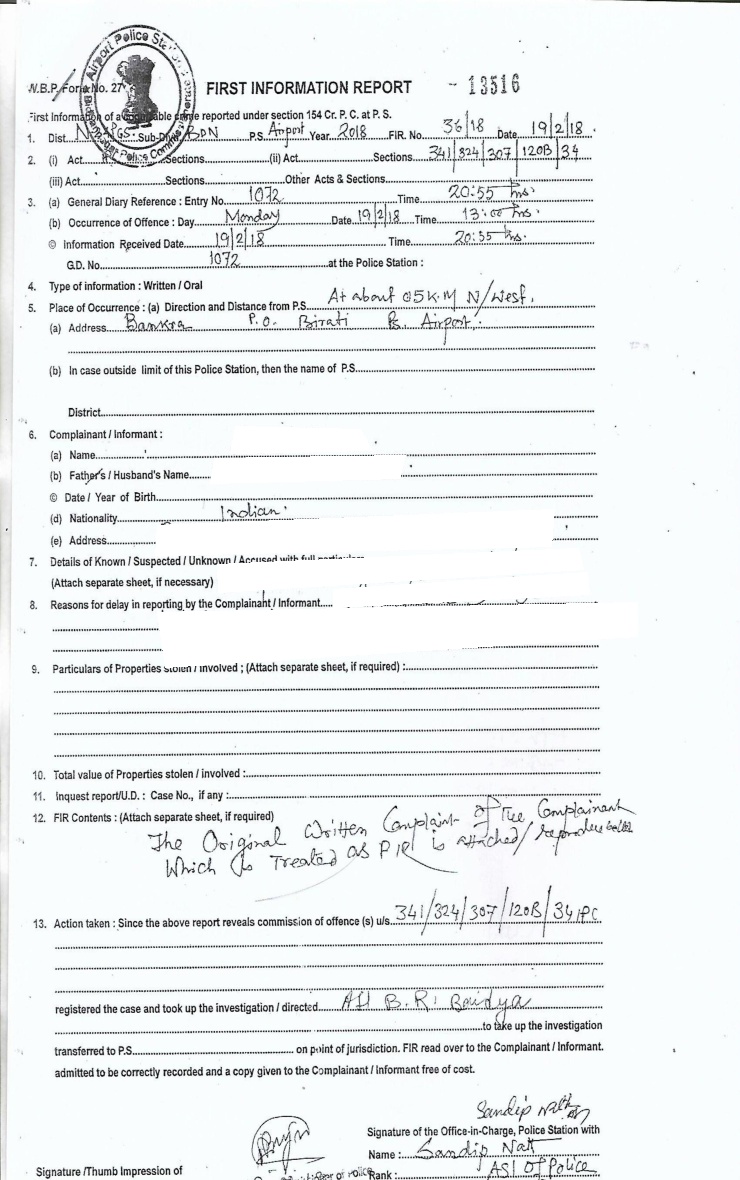 Airport Police Station
W.B.P. Form No. 27
FIRST INFORMATION REPORT - 13516
First Information of a cognizable crime reported under section 154 Cr. P. C. at P. S.
1. Dist. N 24 PGS. Sub-Divn. BDN P.S. Airport Year 2018 FIR. No. 36/18 Date 19/2/18.
2. (i) Act Sections (ii) Act Sections 341/324/307/120B/34
(iii) Act Sections Other Acts & Sections
3. (a) General Diary Reference : Entry No. 1072 Time 20:55 hrs.
(b) Occurrence of Offence : Day Monday Date 19/2/18 Time 13:00 hrs.
© Information Received Date 19/2/18 Time 20:55 hrs.
G.D. No. 1072 at the Police Station :
4. Type of information : Written / Oral
5. Place of Occurrence : (a) Direction and Distance from P.S. At about 05 K.M N/West.
(a) Address Bankra P.O. Birati Ps. Airport.
(b) In case outside limit of this Police Station, then the name of P.S.
District
6. Complainant / Informant :
(a) Name
(b) Father's / Husband's Name
© Date / Year of Birth
(d) Nationality Indian.
(e) Address
7. Details of Known / Suspected / Unknown / Accused with full particulars
(Attach separate sheet, if necessary)
8. Reasons for delay in reporting by the Complainant / Informant
9. Particulars of Properties stolen / involved ; (Attach separate sheet, if required) :
10. Total value of Properties stolen / involved :
11. Inquest report/U.D. : Case No., if any :
12. FIR Contents : (Attach separate sheet, if required)
The Original Written Complaint of The Complainant
Which is Treated as FIR is attached/ reproduce below
13. Action taken : Since the above report reveals commission of offence (s) u/s. 341/324/307/120B/34 IPC
registered the case and took up the investigation / directed ASI B. R. Baidya
to take up the investigation
transferred to P.S. on point of jurisdiction. FIR read over to the Complainant / Informant.
admitted to be correctly recorded and a copy given to the Complainant / Informant free of cost.
Sandip Nath
Signature of the Office-in-Charge, Police Station with
Name : Sandip Nath
Signature /Thumb Impression of
Rank : ASI Of Police